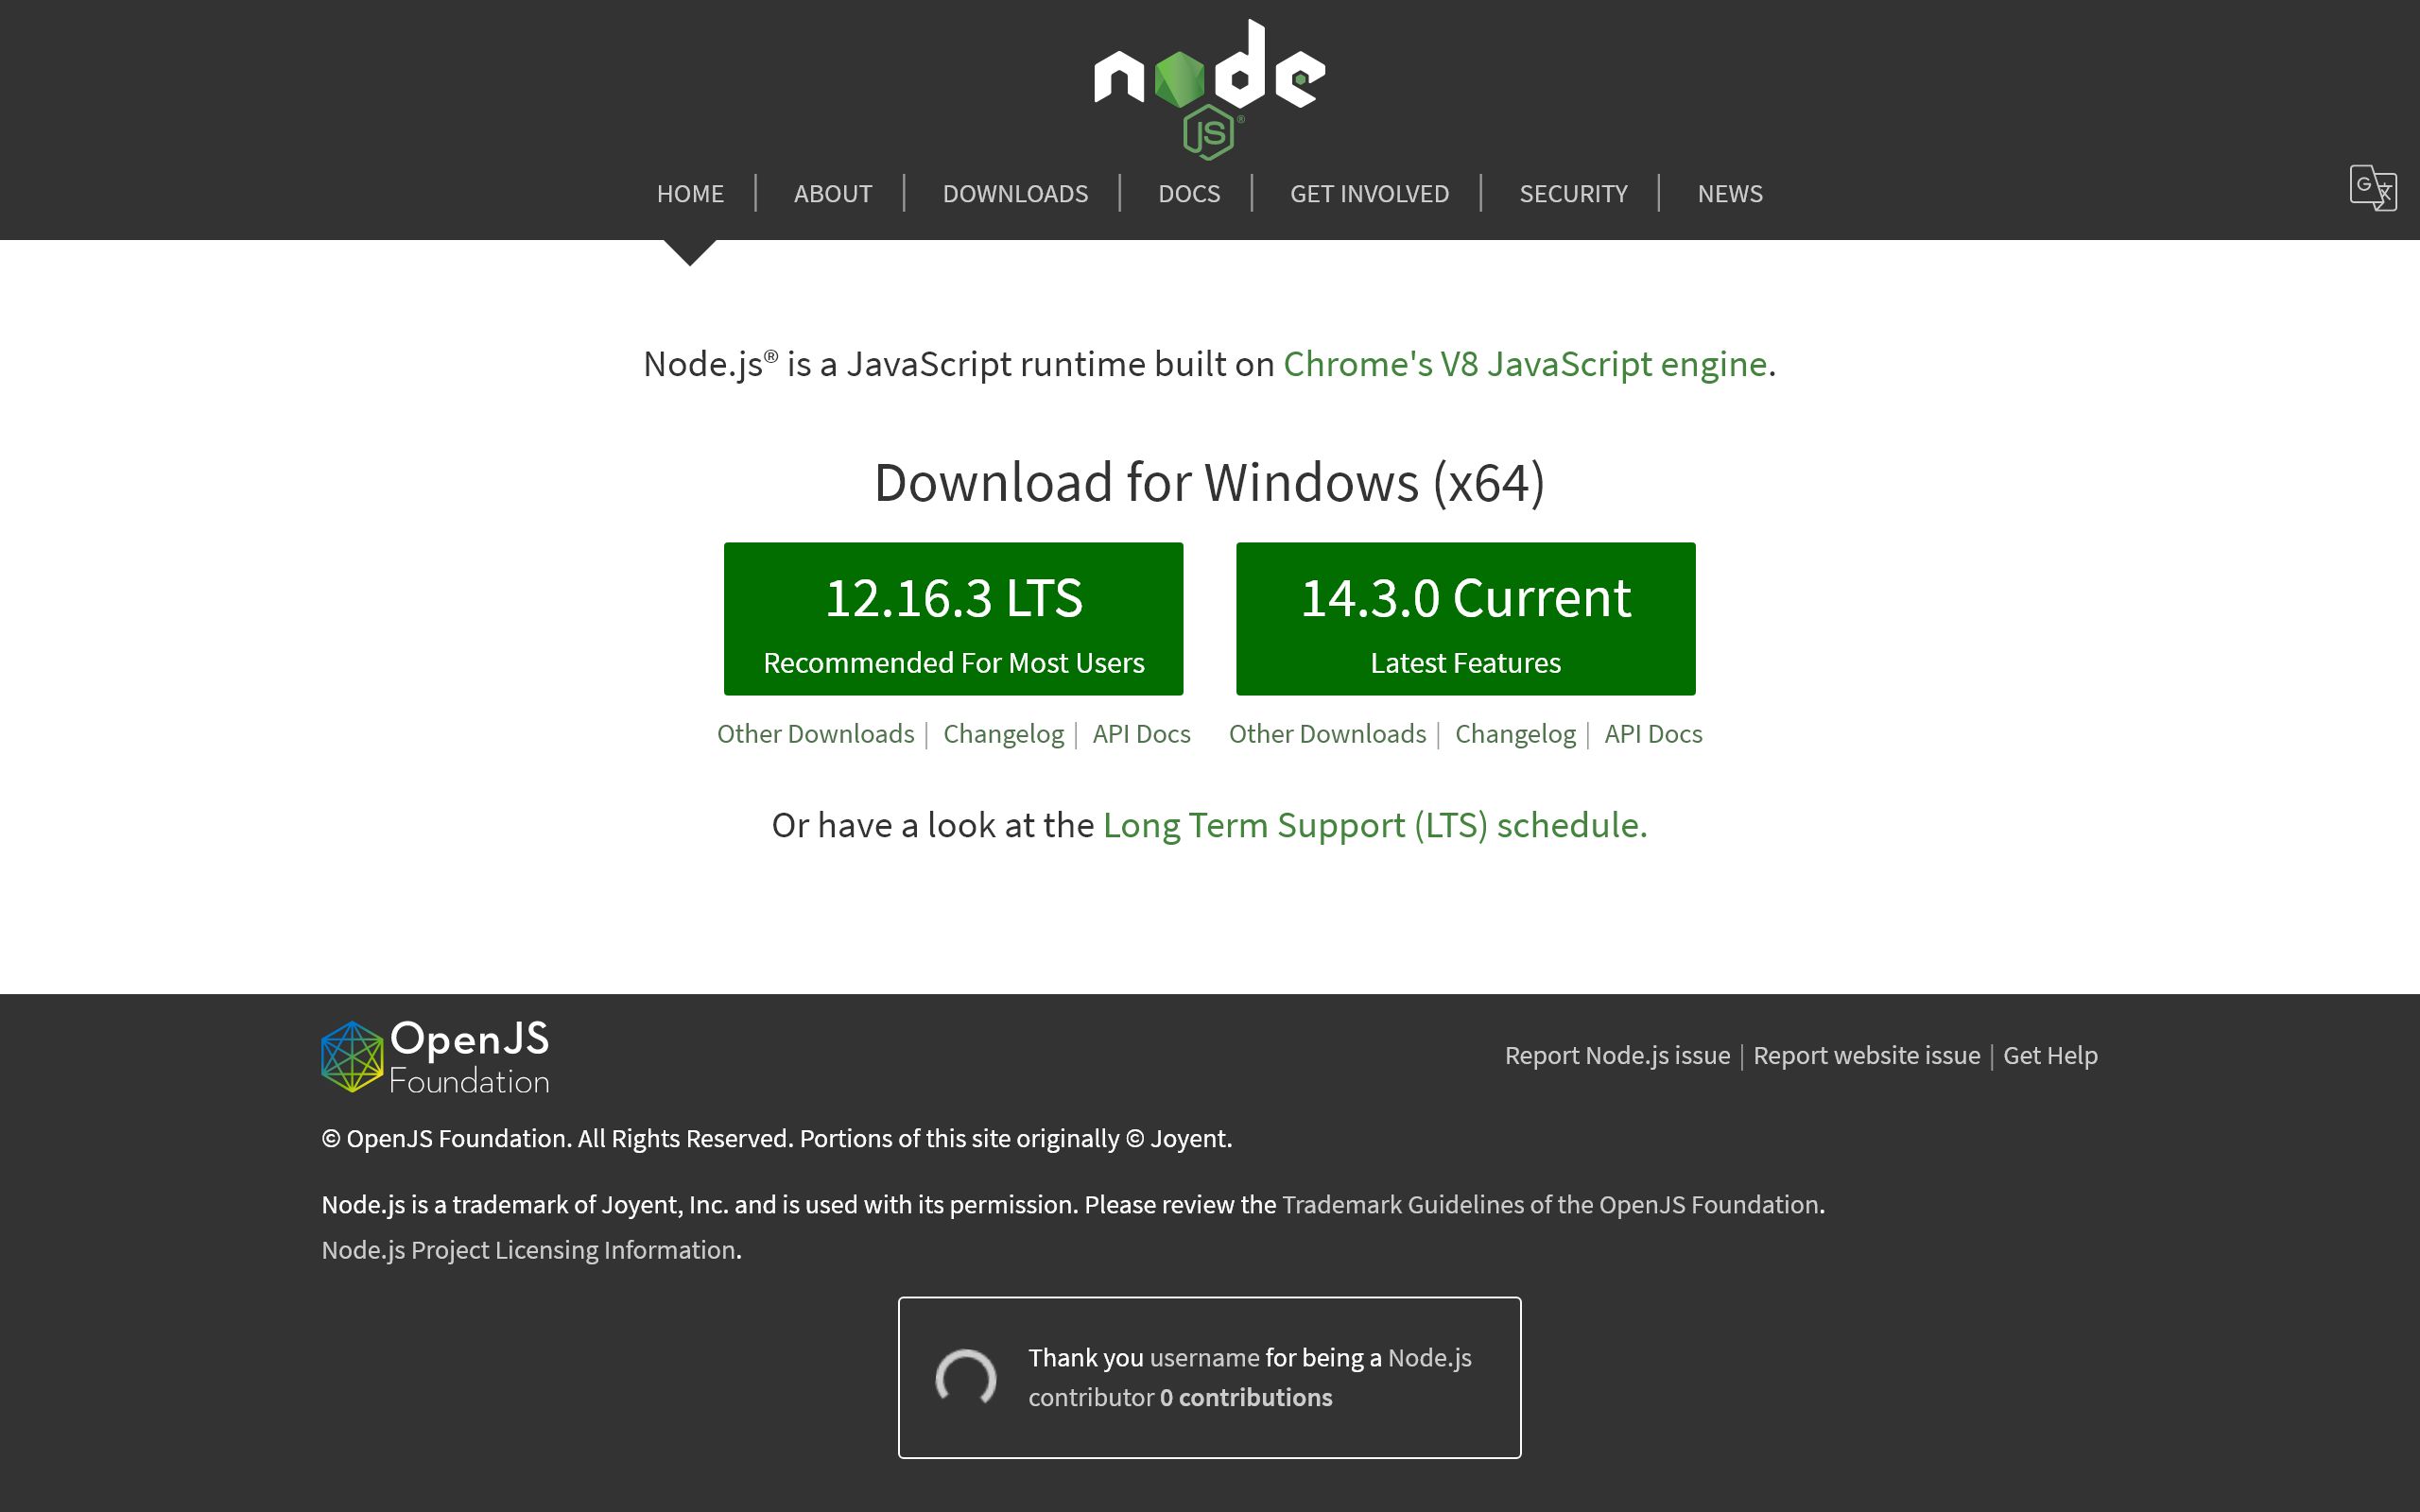 node
JS®
HOME | ABOUT | DOWNLOADS | DOCS | GET INVOLVED | SECURITY | NEWS
G 文
Node.js® is a JavaScript runtime built on Chrome's V8 JavaScript engine.
Download for Windows (x64)
12.16.3 LTS
Recommended For Most Users
14.3.0 Current
Latest Features
Other Downloads | Changelog | API Docs
Other Downloads | Changelog | API Docs
Or have a look at the Long Term Support (LTS) schedule.
OpenJS
Foundation
Report Node.js issue | Report website issue | Get Help
© OpenJS Foundation. All Rights Reserved. Portions of this site originally © Joyent.
Node.js is a trademark of Joyent, Inc. and is used with its permission. Please review the Trademark Guidelines of the OpenJS Foundation.
Node.js Project Licensing Information.
Thank you username for being a Node.js
contributor 0 contributions